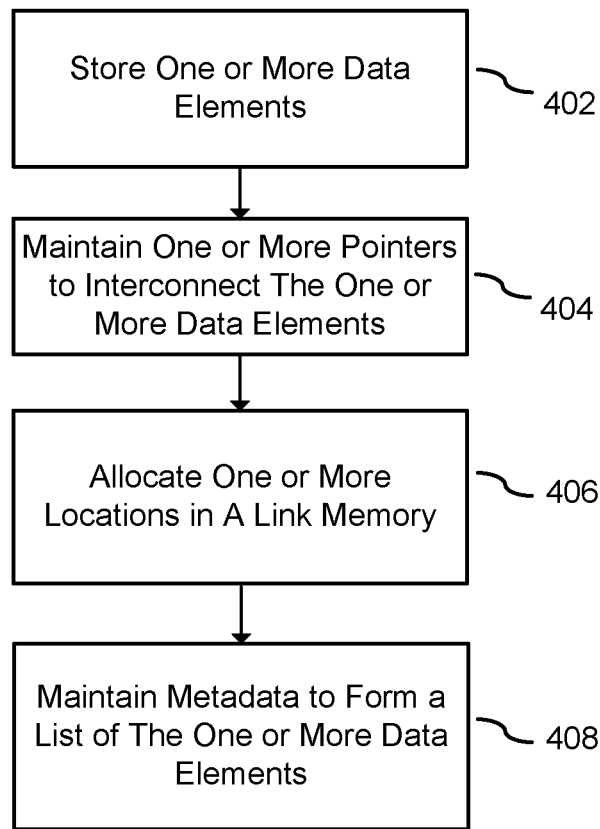 Store One or More Data
Elements
402
Maintain One or More Pointers
to Interconnect The One or
More Data Elements
404
Allocate One or More
Locations in A Link Memory
406
Maintain Metadata to Form a
List of The One or More Data
Elements
408